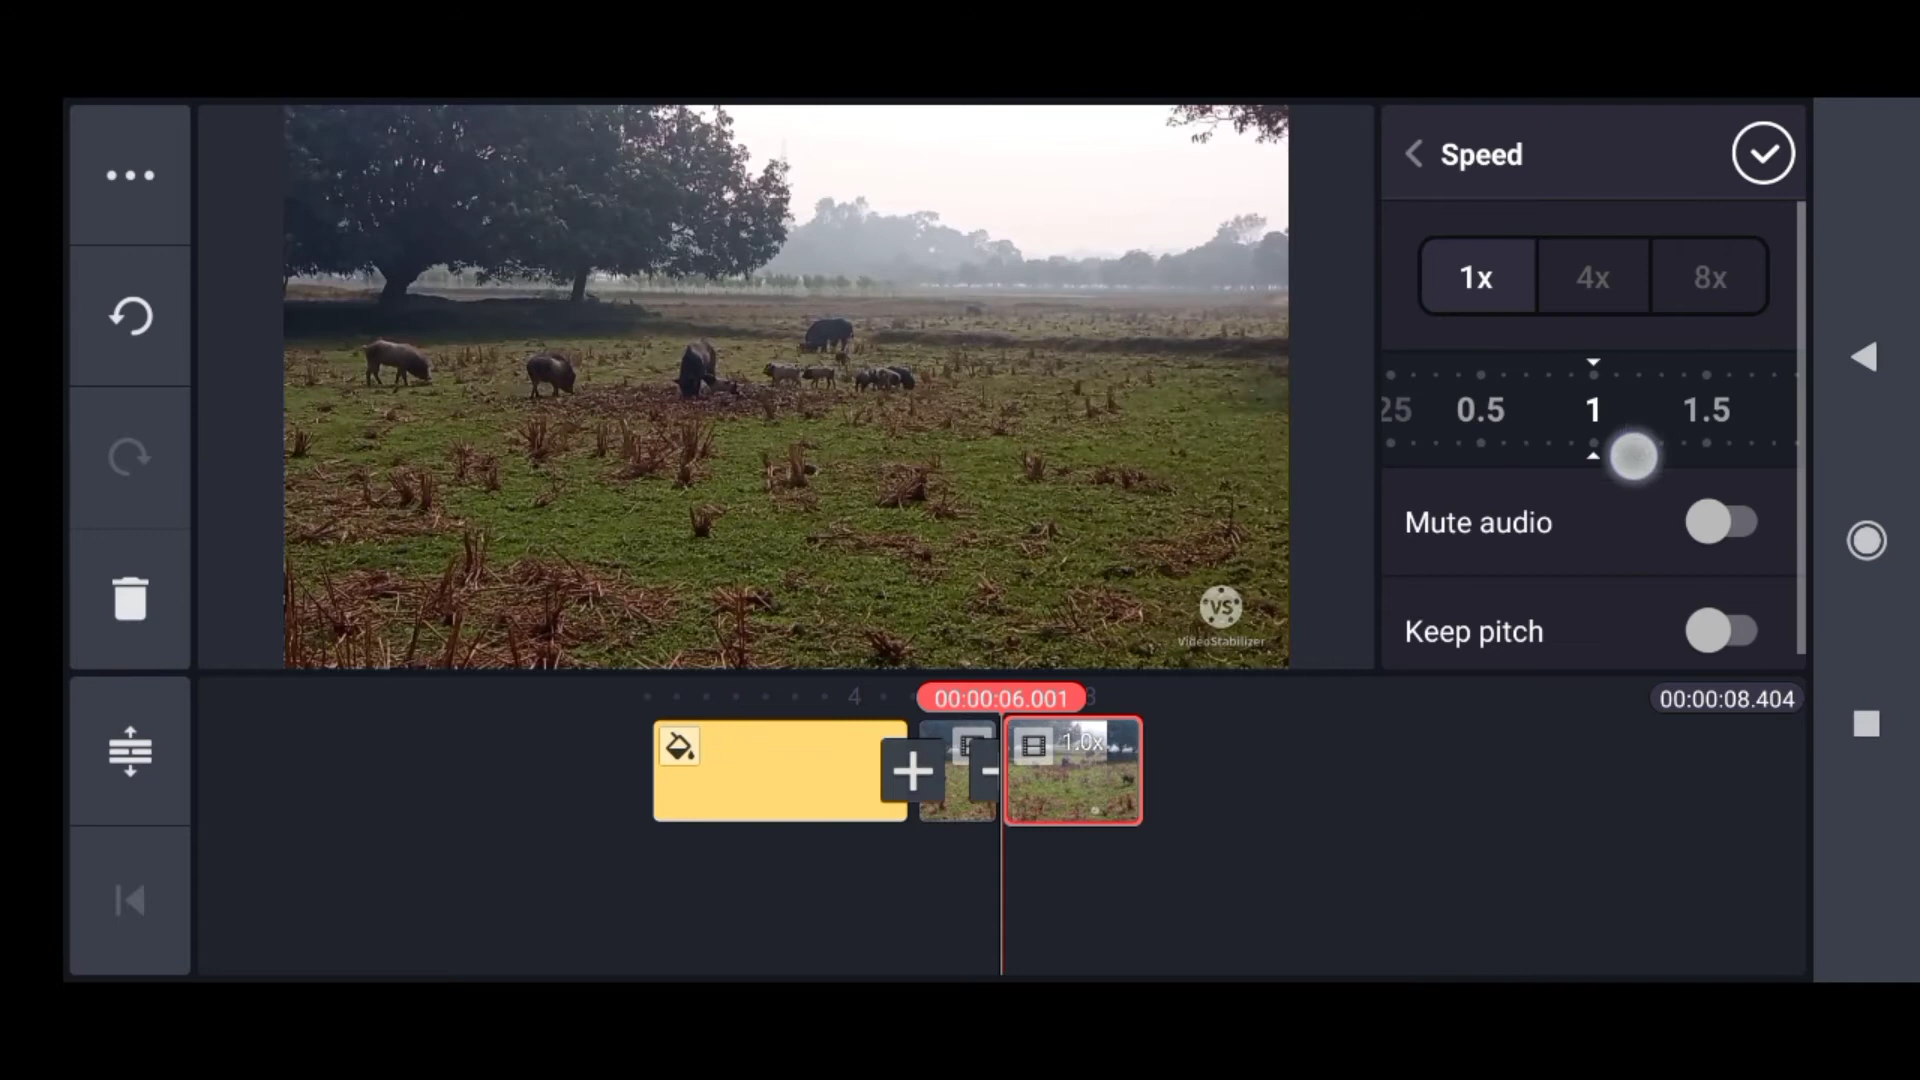 Speed
1x 4x 8x
25 0.5 1 1.5
Mute audio
Keep pitch
VS
VideoStabilizer
4 00:00:06.001 8 00:00:08.404
1.0x